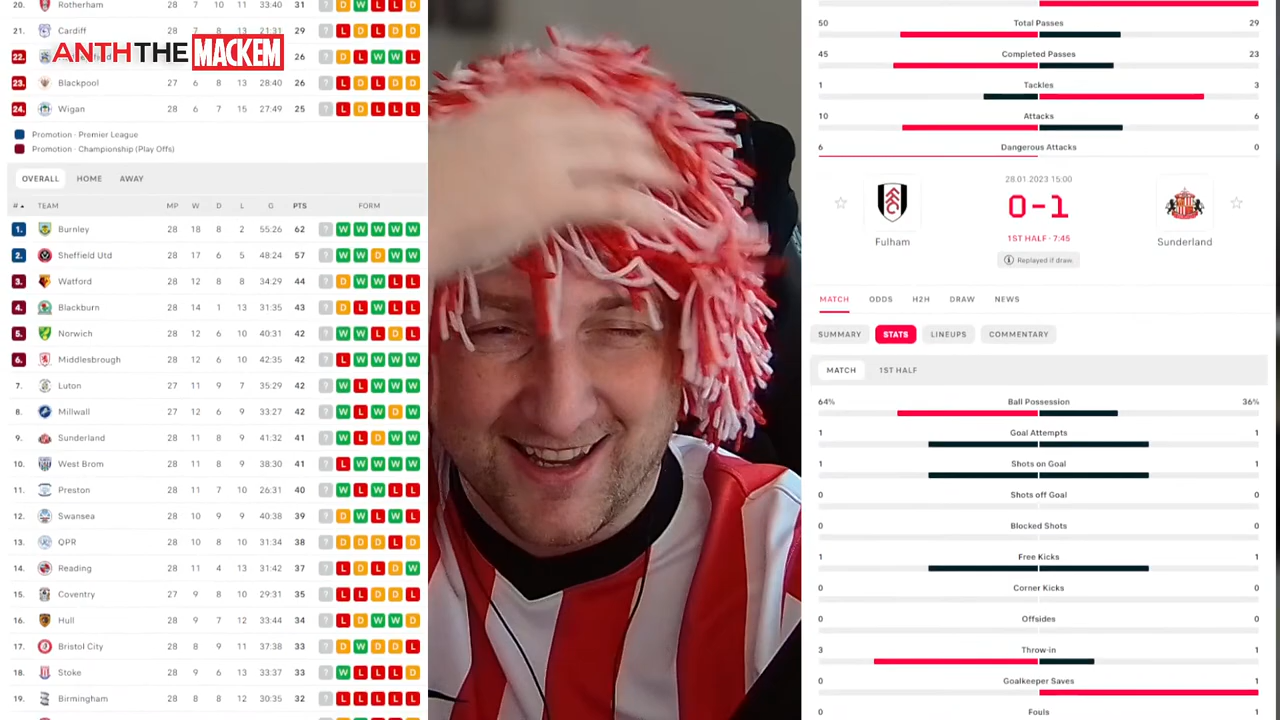 20. Rotherham 28 7 10 11 33:40 31 ? D W L L D
21. Cardiff 28 7 8 13 21:31 29 ? L D L D D
ANTHTHE MACKEM
22. 26 ? D L W W L
23. Blackpool 27 6 8 13 28:40 26 ? L D L D D
24. Wigan 28 6 7 15 27:49 25 ? L D L L L
Promotion - Premier League
Promotion - Championship (Play Offs)
OVERALL HOME AWAY
# TEAM MP W D L G PTS FORM
1. Burnley 28 18 8 2 55:26 62 ? W W W W W
2. Sheffield Utd 28 17 6 5 48:24 57 ? W W D W W
3. Watford 28 12 8 8 34:29 44 ? D W W L L
4. Blackburn 28 14 1 13 31:35 43 ? D L W L W
5. Norwich 28 12 6 10 40:31 42 ? W W L D L
6. Middlesbrough 28 12 6 10 42:35 42 ? L W W W W
7. Luton 27 11 9 7 35:29 42 ? W L W W W
8. Millwall 27 12 6 9 33:27 42 ? W L W D W
9. Sunderland 28 11 8 9 41:32 41 ? W L D W W
10. West Brom 28 11 8 9 38:30 41 ? L W W W W
11. Preston 28 11 7 10 26:31 40 ? W L W L L
12. Swansea 28 10 9 9 40:38 39 ? D W L W L
13. QPR 28 10 8 10 31:34 38 ? D D D L D
14. Reading 28 11 4 13 31:42 37 ? L D L D W
15. Coventry 27 9 8 10 29:31 35 ? L L D D L
16. Hull 28 9 7 12 33:44 34 ? L D W W D
17. Bristol City 28 8 9 11 37:38 33 ? D W D D L
18. Stoke 28 9 6 13 33:37 33 ? W L L L D
19. Birmingham 28 8 8 12 30:35 32 ? L L L L L
50 Total Passes 29
45 Completed Passes 23
1 Tackles 3
10 Attacks 6
6 Dangerous Attacks 0
28.01.2023 15:00
0-1
1ST HALF - 7:45
Fulham Sunderland
Replayed if draw.
MATCH ODDS H2H DRAW NEWS
SUMMARY STATS LINEUPS COMMENTARY
MATCH 1ST HALF
64% Ball Possession 36%
1 Goal Attempts 1
1 Shots on Goal 1
0 Shots off Goal 0
0 Blocked Shots 0
1 Free Kicks 1
0 Corner Kicks 0
0 Offsides 0
3 Throw-in 1
0 Goalkeeper Saves 1
0 Fouls 1